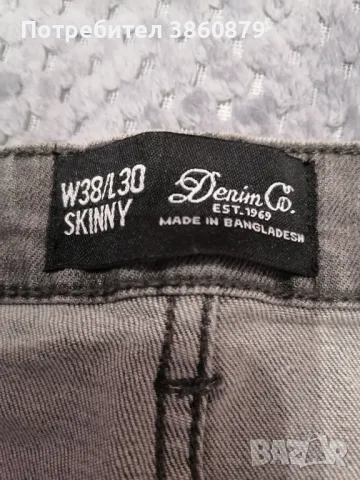 Потребител 3860879
W38/L30
SKINNY
Denim Co.
EST. 1969
MADE IN BANGLADESH
BAZAR